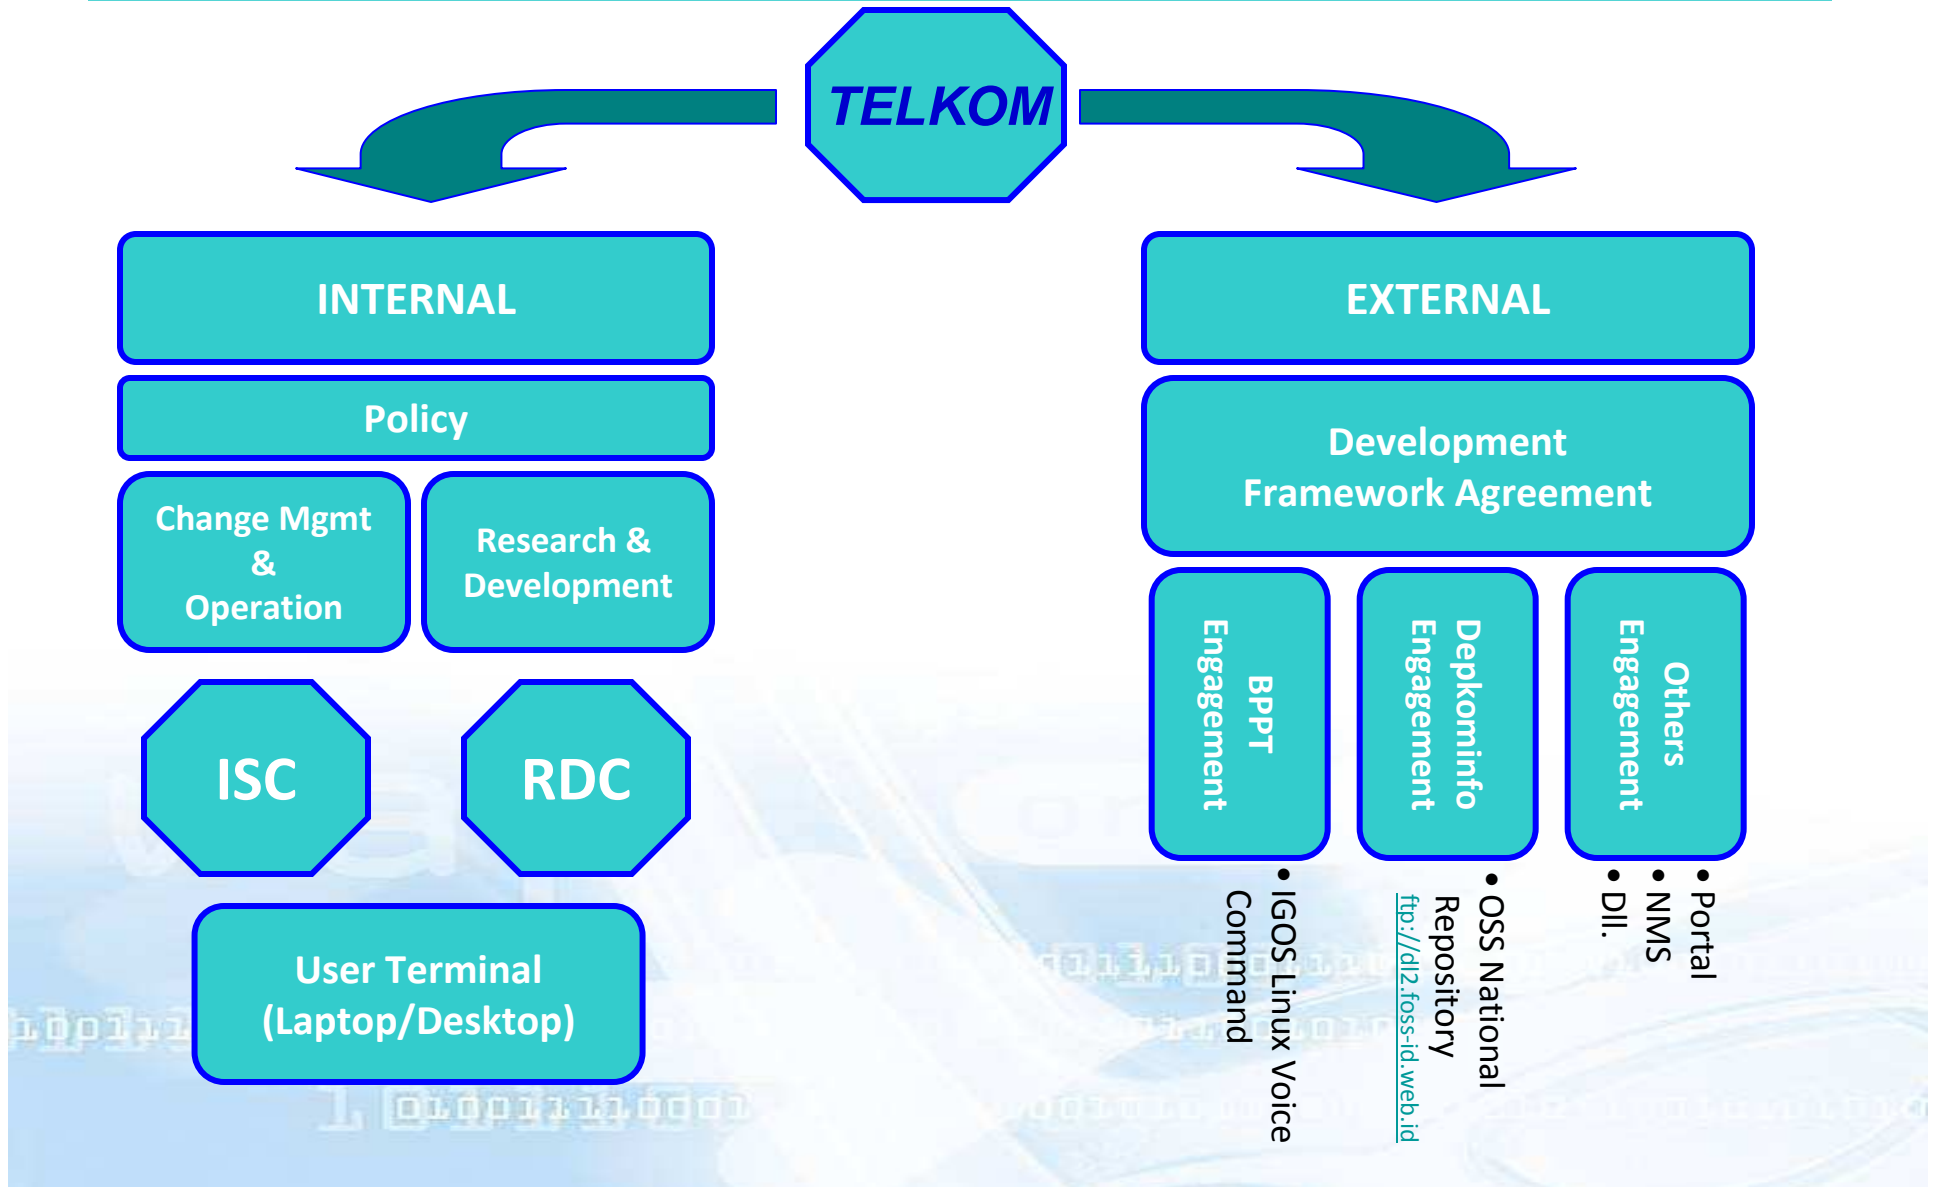 TELKOM
INTERNAL
Policy
Change Mgmt
&
Operation
Research &
Development
ISC
RDC
User Terminal
(Laptop/Desktop)
EXTERNAL
Development
Framework Agreement
BPPT
Engagement
• IGOS Linux Voice
Command
Depkominfo
Engagement
• OSS National
Repository
ftp://dl2.foss-id.web.id
Others
Engagement
• Portal
• NMS
• Dll.